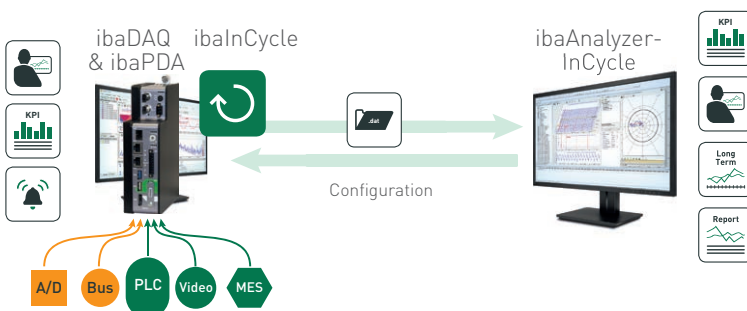 ibaDAQ
& ibaPDA
ibaInCycle
ibaAnalyzer-
InCycle
KPI
KPI
.dat
Long
Term
Configuration
Report
A/D
Bus
PLC
Video
MES